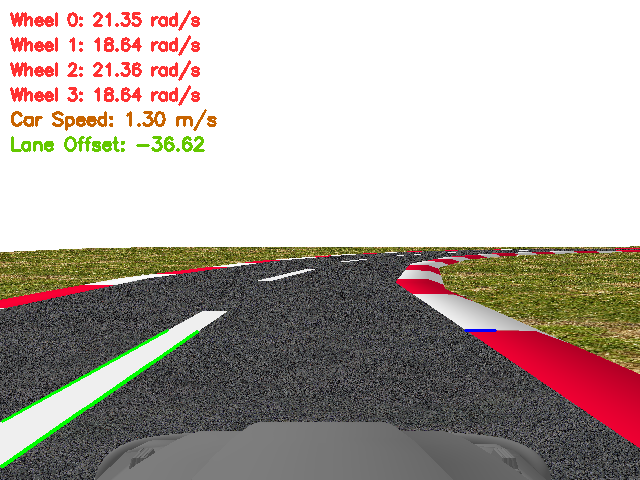 Wheel 0: 21.35 rad/s
Wheel 1: 18.64 rad/s
Wheel 2: 21.36 rad/s
Wheel 3: 18.64 rad/s
Car Speed: 1.30 m/s
Lane Offset: -36.62